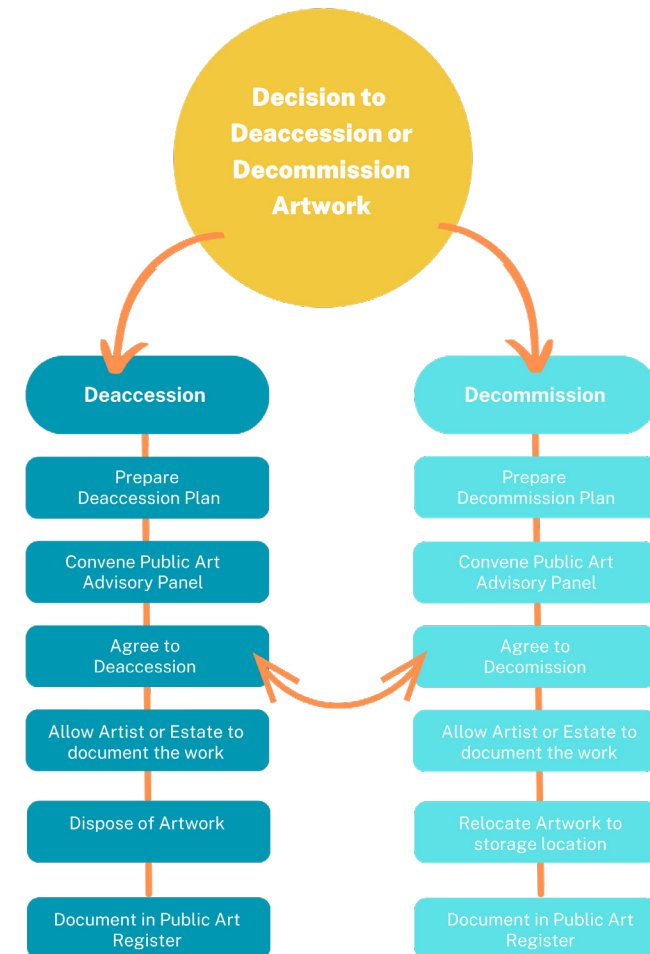 Decision to
Deaccession or
Decommission
Artwork
Deaccession
Prepare
Deaccession Plan
Convene Public Art
Advisory Panel
Agree to
Deaccession
Allow Artist or Estate to
document the work
Dispose of Artwork
Document in Public Art
Register
Decommission
Prepare
Decommission Plan
Convene Public Art
Advisory Panel
Agree to
Decomission
Allow Artist or Estate to
document the work
Relocate Artwork to
storage location
Document in Public Art
Register